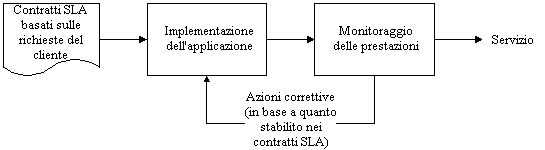 Contratti SLA
basati sulle
richieste del
cliente
Implementazione
dell'applicazione
Monitoraggio
delle prestazioni
Servizio
Azioni correttive
(in base a quanto
stabilito nei
contratti SLA)